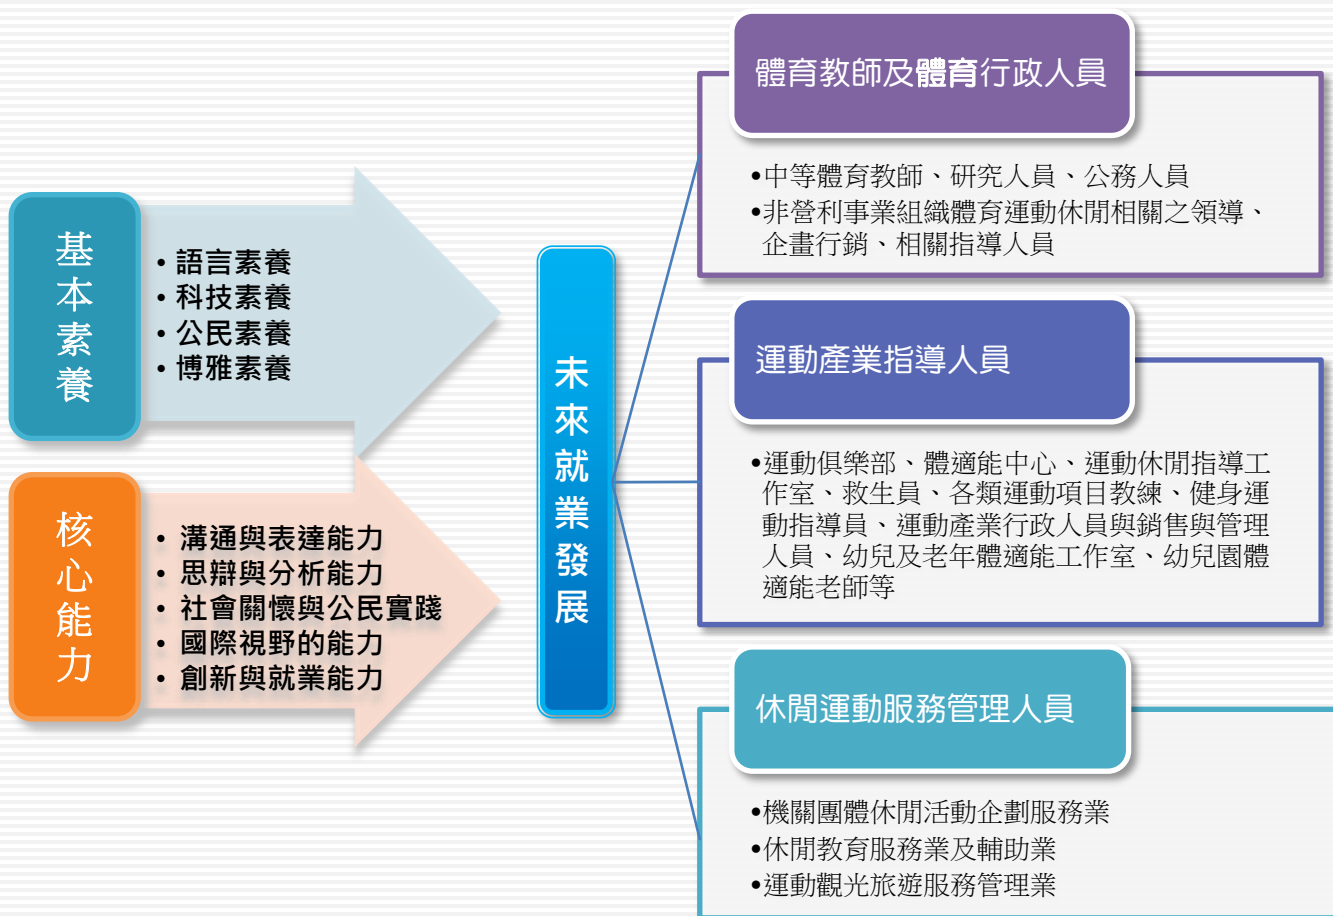 基本素養
• 語言素養
• 科技素養
• 公民素養
• 博雅素養
核心能力
• 溝通與表達能力
• 思辯與分析能力
• 社會關懷與公民實踐
• 國際視野的能力
• 創新與就業能力
未來就業發展
體育教師及體育行政人員
•中等體育教師、研究人員、公務人員
•非營利事業組織體育運動休閒相關之領導、
企畫行銷、相關指導人員
運動產業指導人員
•運動俱樂部、體適能中心、運動休閒指導工
作室、救生員、各類運動項目教練、健身運
動指導員、運動產業行政人員與銷售與管理
人員、幼兒及老年體適能工作室、幼兒園體
適能老師等
休閒運動服務管理人員
•機關團體休閒活動企劃服務業
•休閒教育服務業及輔助業
•運動觀光旅遊服務管理業